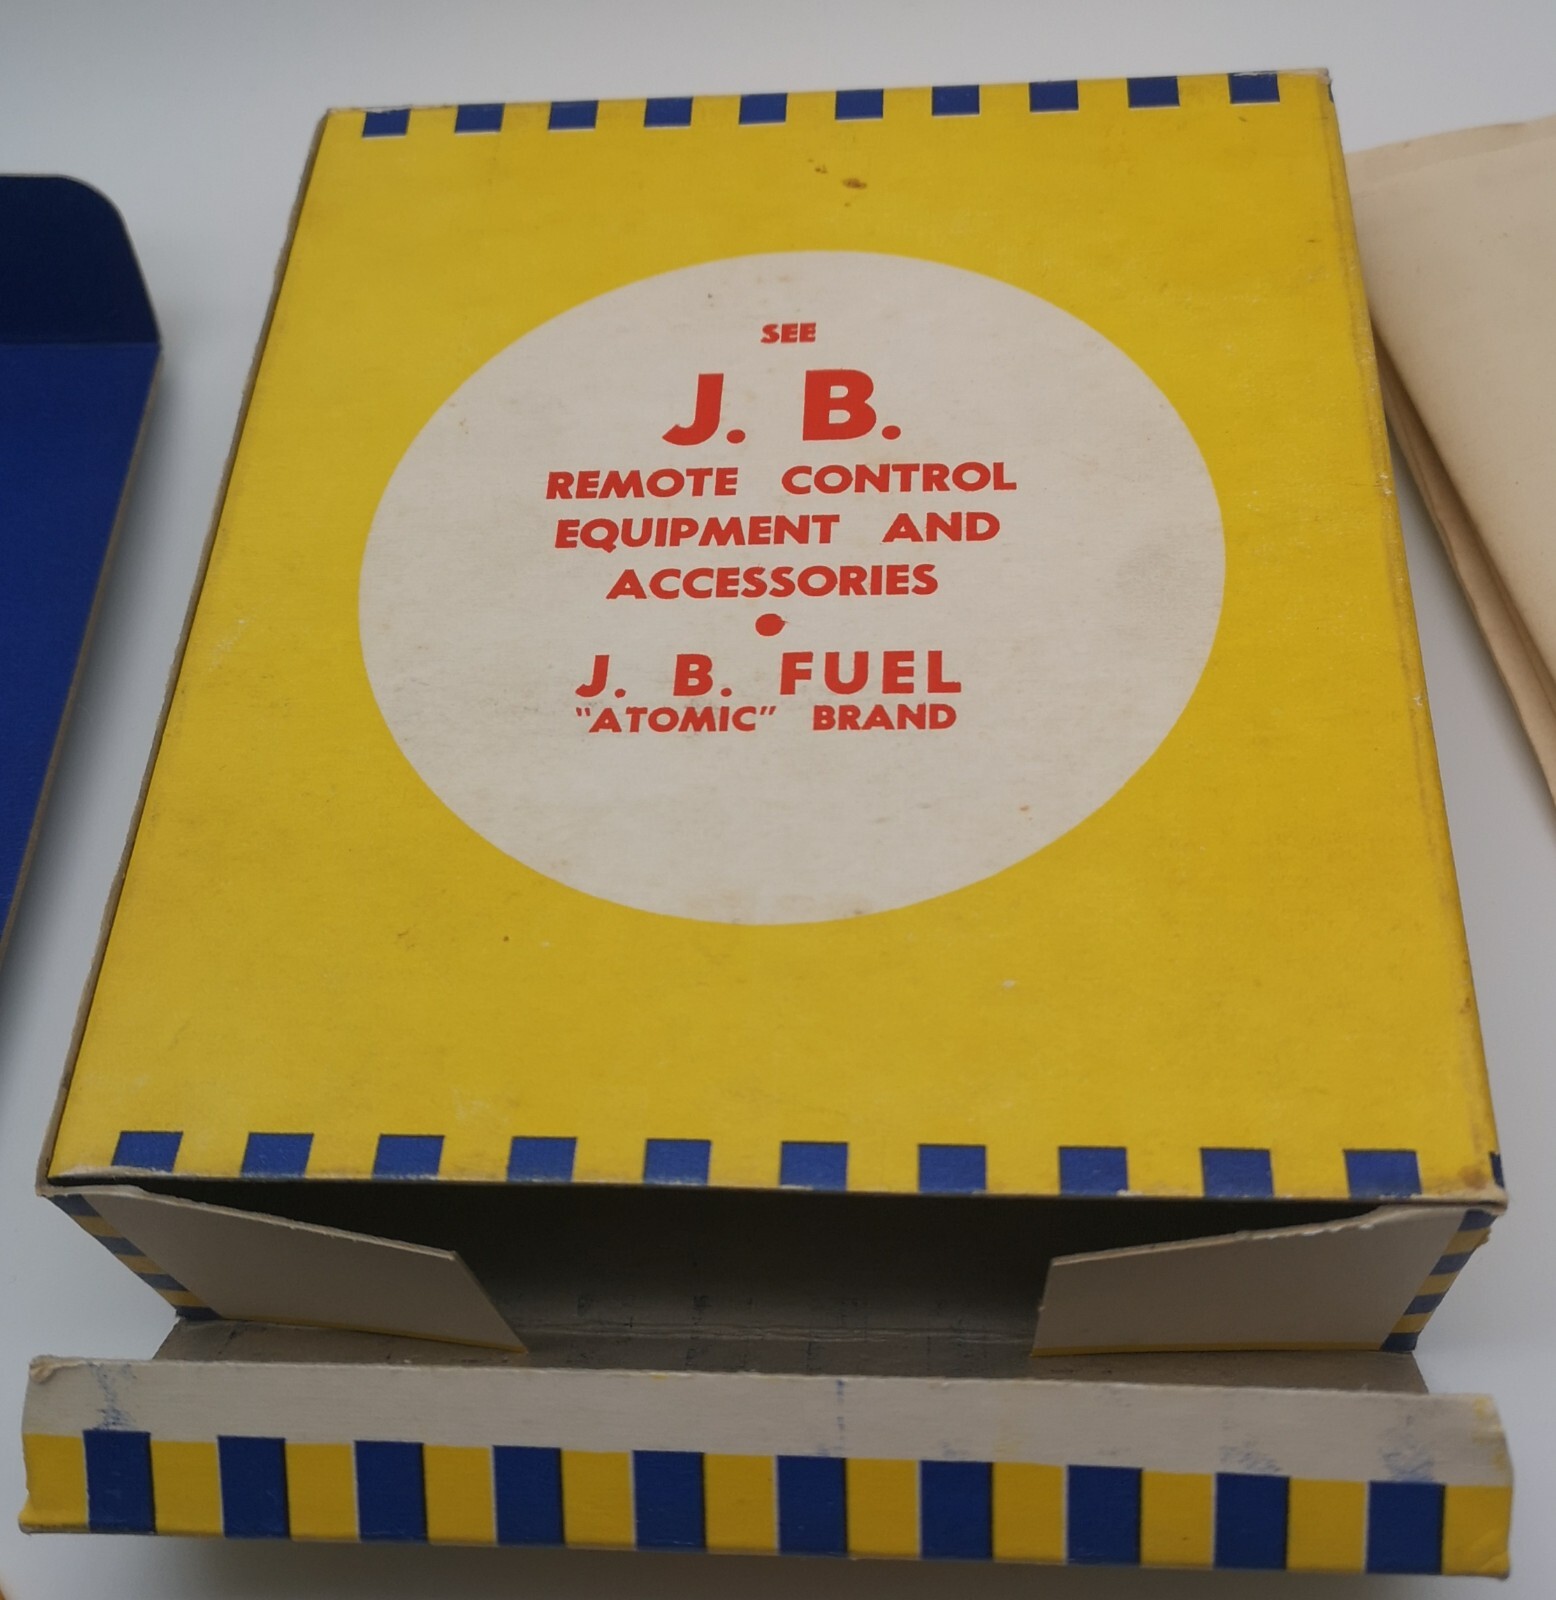 SEE
J. B.
REMOTE CONTROL
EQUIPMENT AND
ACCESSORIES
•
J. B. FUEL
"ATOMIC" BRAND